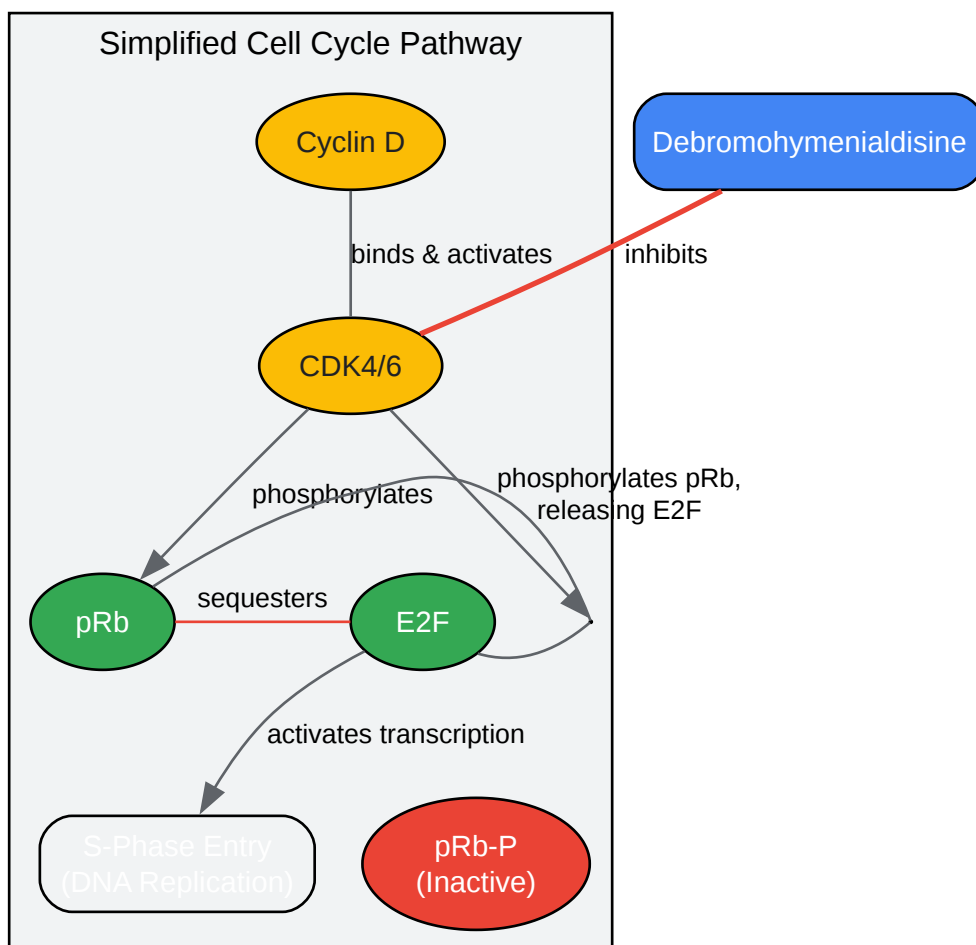 Simplified Cell Cycle Pathway
Cyclin D
Debromohymenialdisine
binds & activates
inhibits
CDK4/6
phosphorylates
phosphorylates pRb,
releasing E2F
pRb
sequesters
E2F
activates transcription
S-Phase Entry
(DNA Replication)
pRb-P
(Inactive)